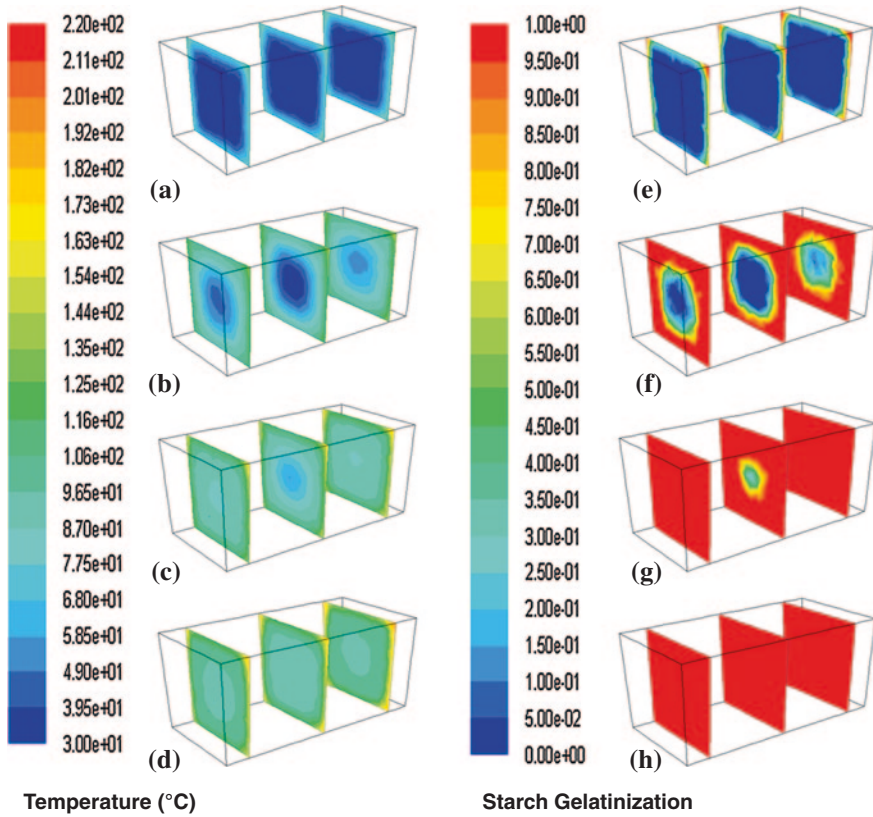 2.20e+02
2.11e+02
2.01e+02
1.92e+02
1.82e+02
1.73e+02
1.63e+02
1.54e+02
1.44e+02
1.35e+02
1.25e+02
1.16e+02
1.06e+02
9.65e+01
8.70e+01
7.75e+01
6.80e+01
5.85e+01
4.90e+01
3.95e+01
3.00e+01
(a)
(b)
(c)
(d)
Temperature (°C)
1.00e+00
9.50e-01
9.00e-01
8.50e-01
8.00e-01
7.50e-01
7.00e-01
6.50e-01
6.00e-01
5.50e-01
5.00e-01
4.50e-01
4.00e-01
3.50e-01
3.00e-01
2.50e-01
2.00e-01
1.50e-01
1.00e-01
5.00e-02
0.00e+00
(e)
(f)
(g)
(h)
Starch Gelatinization